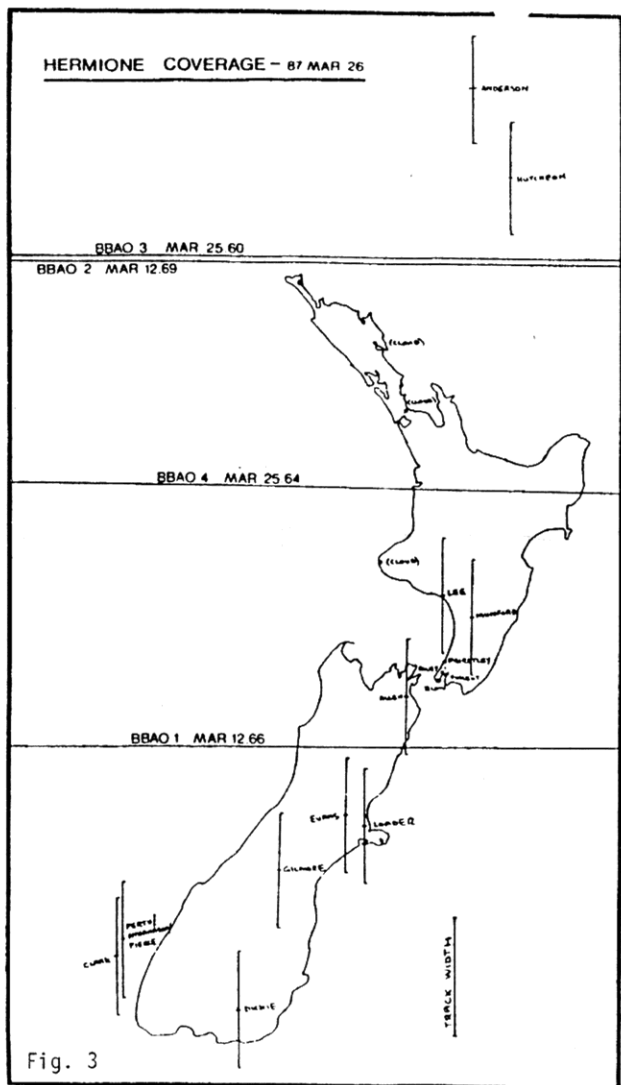 HERMIONE COVERAGE – 87 MAR 26
ANDERSON
HUTCHEON
BBAO 3 MAR 25.60
BBAO 2 MAR 12.69
(CLOUD)
(CLOUD)
BBAO 4 MAR 25.64
(CLOUD)
LEE
MUMFORD
ALLEN
BBAO 1 MAR 12.66
EVANS
LOADER
GILMORE
PERTH
PIERCE
CLARK
DICKIE
TRACK WIDTH
Fig. 3